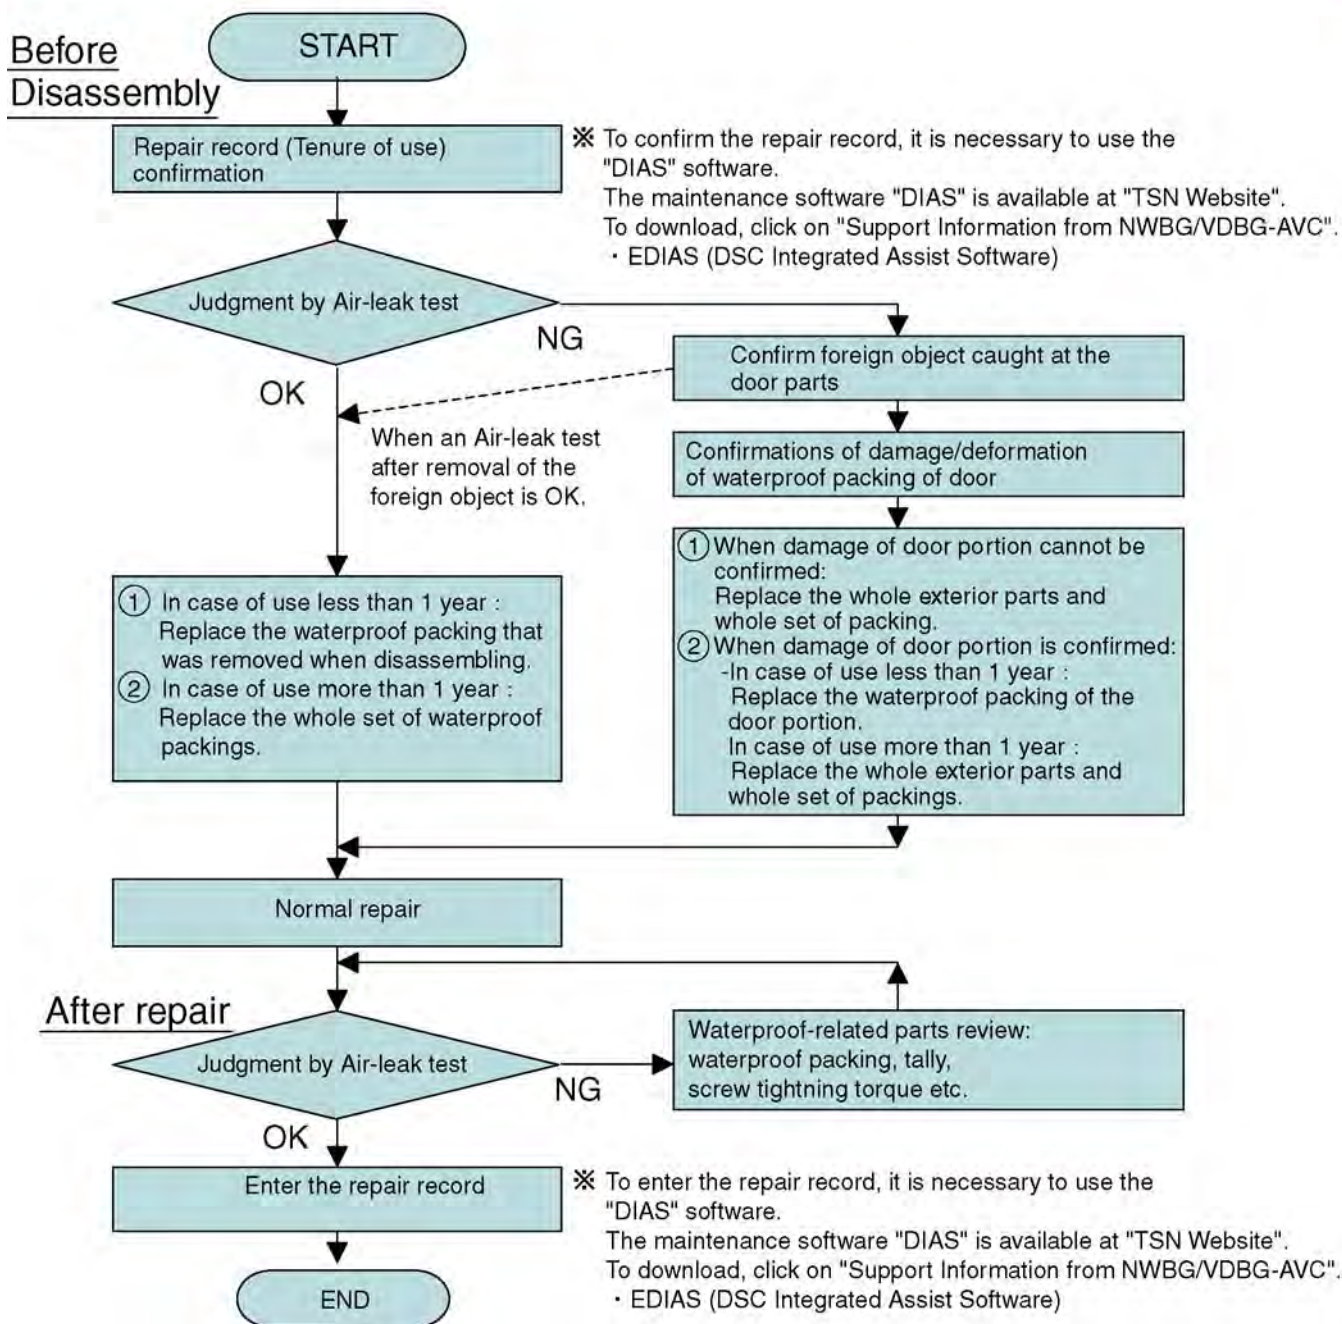 START
Before
Disassembly
Repair record (Tenure of use)
confirmation
※ To confirm the repair record, it is necessary to use the
"DIAS" software.
The maintenance software "DIAS" is available at "TSN Website".
To download, click on "Support Information from NWBG/VDBG-AVC".
・EDIAS (DSC Integrated Assist Software)
Judgment by Air-leak test
NG
OK
Confirm foreign object caught at the
door parts
When an Air-leak test
after removal of the
foreign object is OK.
Confirmations of damage/deformation
of waterproof packing of door
① When damage of door portion cannot be
confirmed:
Replace the whole exterior parts and
whole set of packing.
② When damage of door portion is confirmed:
-In case of use less than 1 year :
Replace the waterproof packing of the
door portion.
In case of use more than 1 year :
Replace the whole exterior parts and
whole set of packings.
① In case of use less than 1 year :
Replace the waterproof packing that
was removed when disassembling.
② In case of use more than 1 year :
Replace the whole set of waterproof
packings.
Normal repair
After repair
Judgment by Air-leak test
NG
OK
Waterproof-related parts review:
waterproof packing, tally,
screw tightning torque etc.
Enter the repair record
※ To enter the repair record, it is necessary to use the
"DIAS" software.
The maintenance software "DIAS" is available at "TSN Website".
To download, click on "Support Information from NWBG/VDBG-AVC".
・EDIAS (DSC Integrated Assist Software)
END